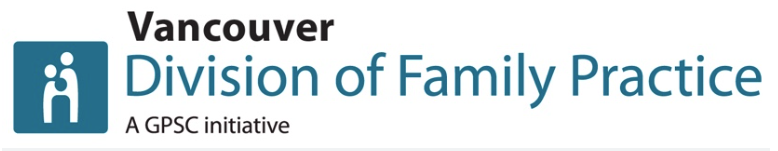 Vancouver
Division of Family Practice
A GPSC initiative